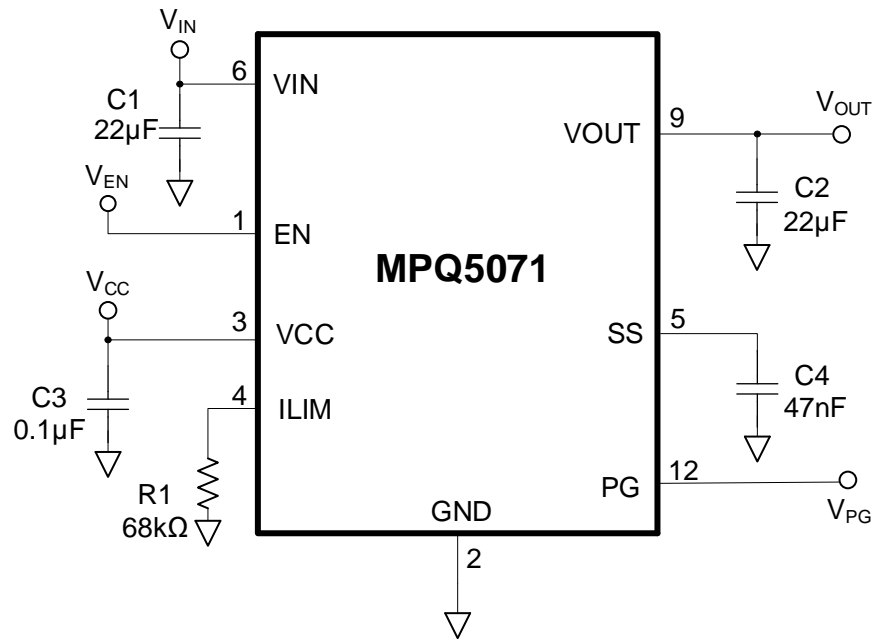 VIN
6
VIN
C1
22µF
VEN
1
EN
VCC
3
VCC
C3
0.1µF
4
ILIM
R1
68kΩ
MPQ5071
GND
2
9
VOUT
VOUT
C2
22µF
5
SS
C4
47nF
12
PG
VPG